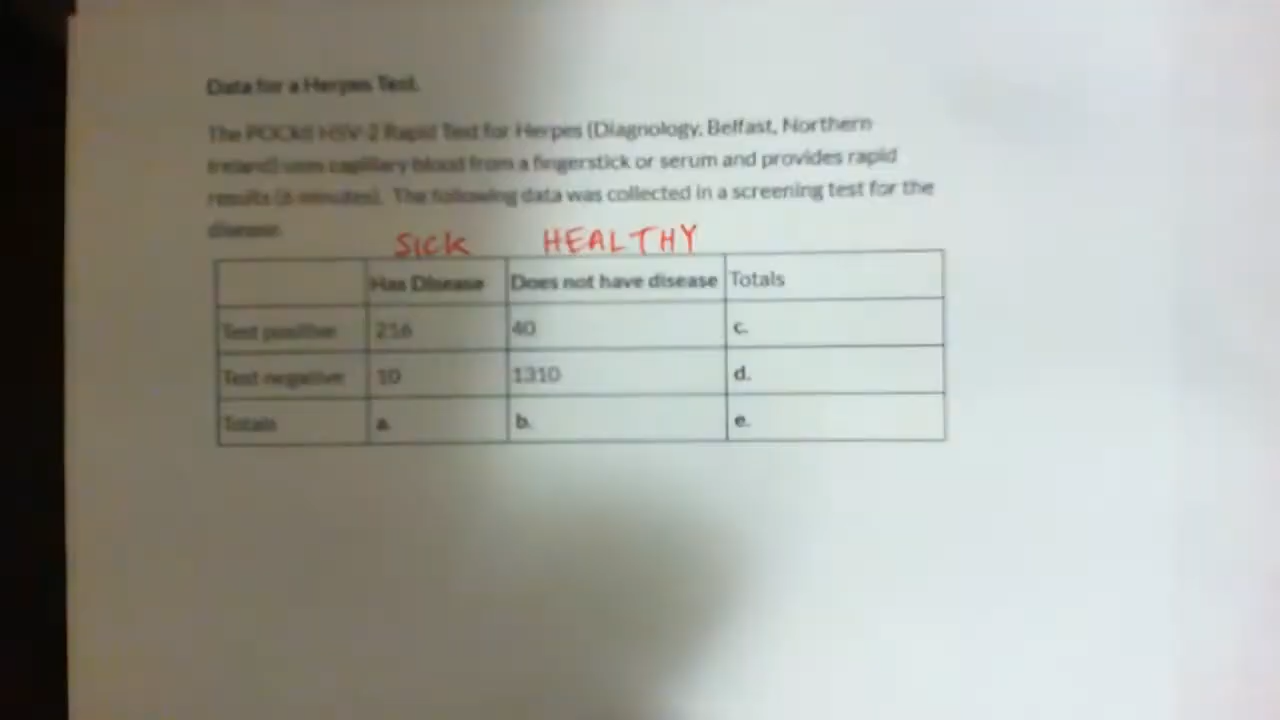 Data for a Herpes Test.
The POCkit HSV-2 Rapid Test for Herpes (Diagnology, Belfast, Northern
Ireland) uses capillary blood from a fingerstick or serum and provides rapid
results (6 minutes). The following data was collected in a screening test for the
disease.
SICK HEALTHY
Has Disease Does not have disease Totals
Test positive 216 40 c.
Test negative 10 1310 d.
Totals a. b. e.